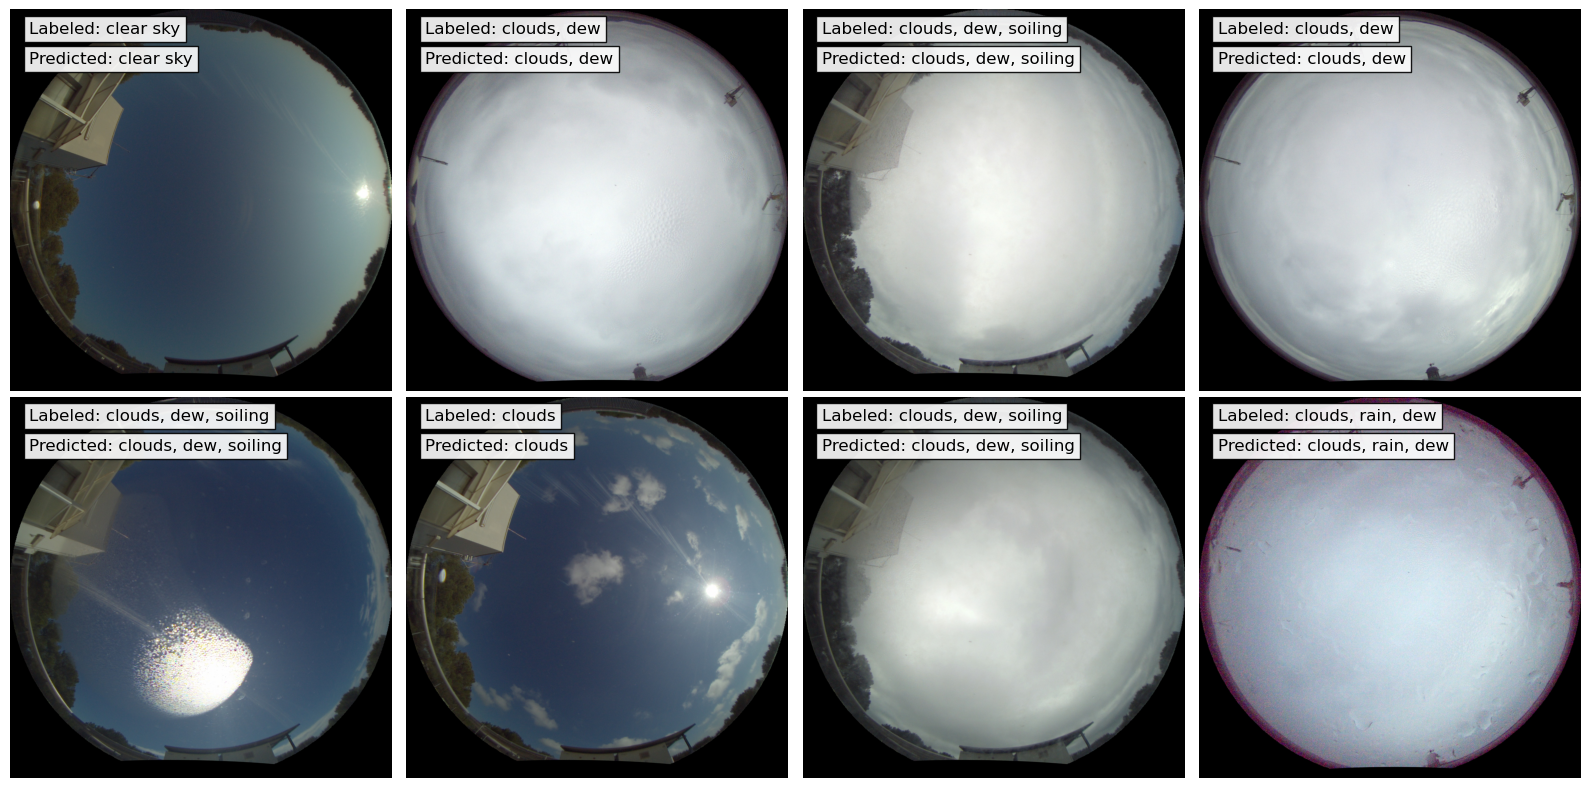 Labeled: clear sky
Predicted: clear sky
Labeled: clouds, dew
Predicted: clouds, dew
Labeled: clouds, dew, soiling
Predicted: clouds, dew, soiling
Labeled: clouds, dew
Predicted: clouds, dew
Labeled: clouds, dew, soiling
Predicted: clouds, dew, soiling
Labeled: clouds
Predicted: clouds
Labeled: clouds, dew, soiling
Predicted: clouds, dew, soiling
Labeled: clouds, rain, dew
Predicted: clouds, rain, dew